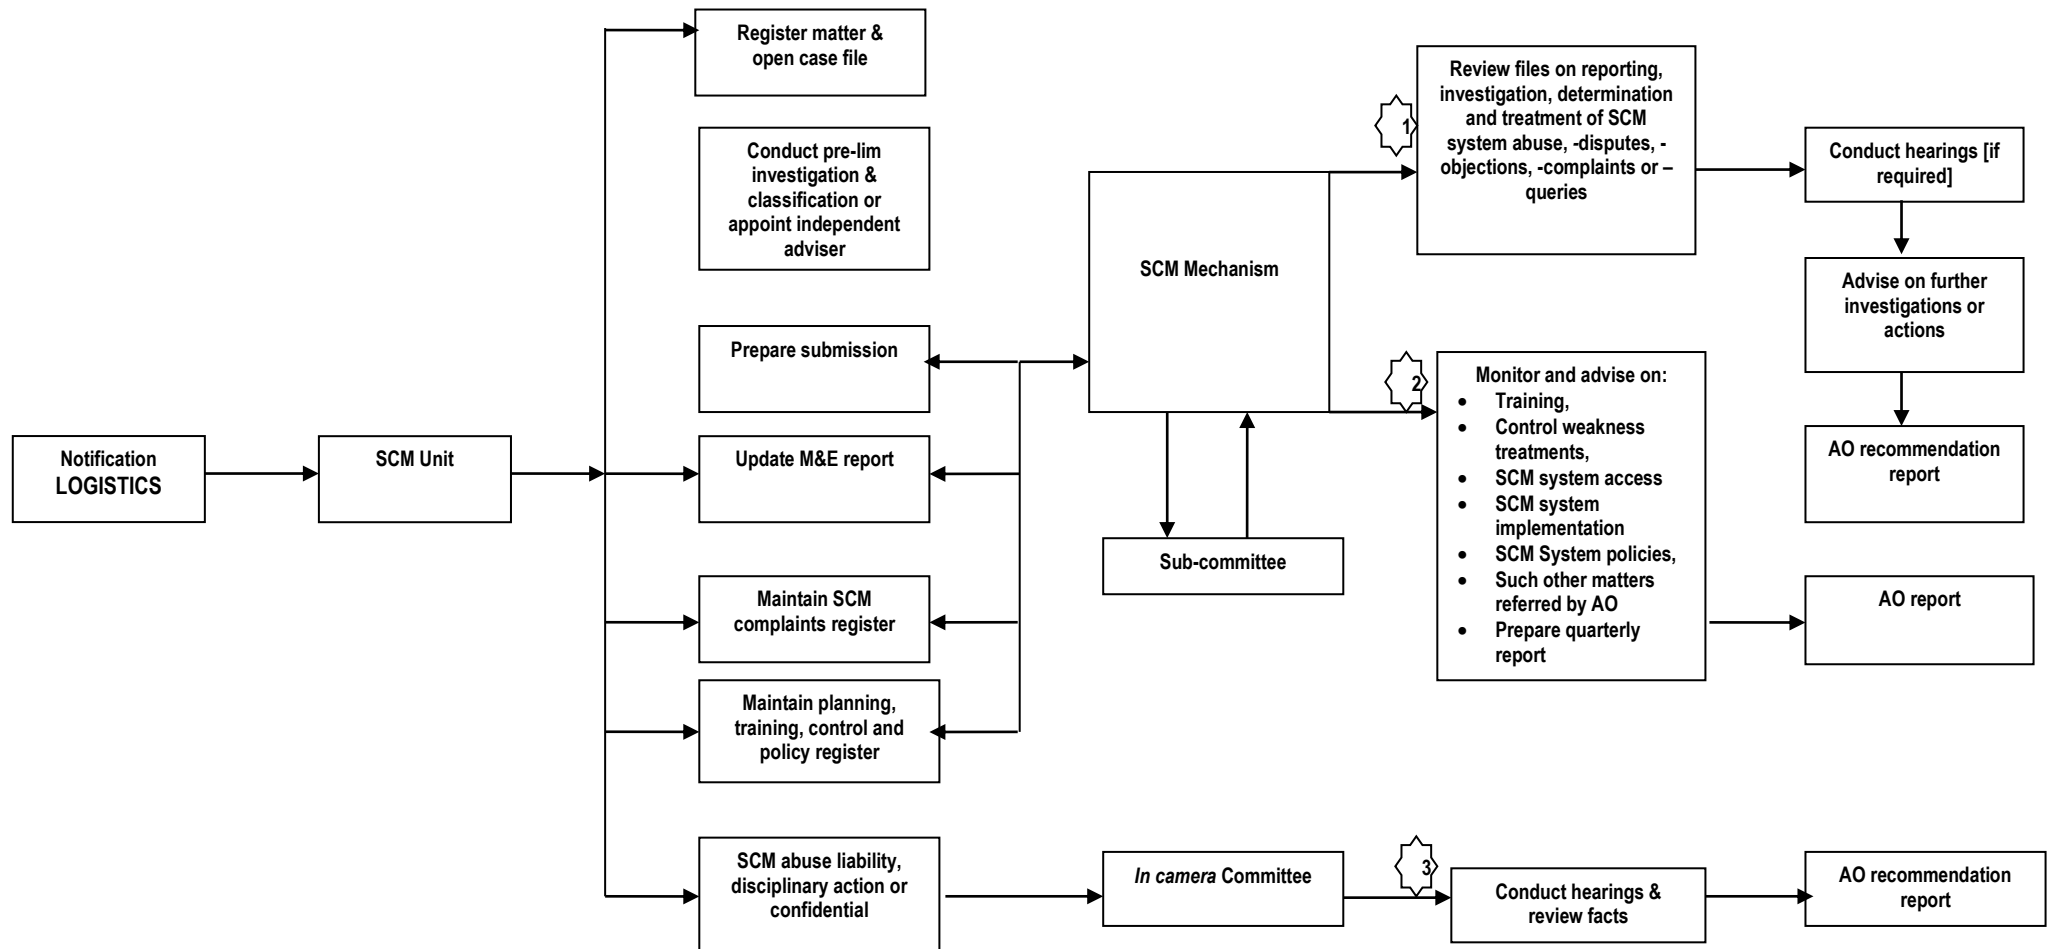 Register matter &
open case file
Conduct pre-lim
investigation &
classification or
appoint independent
adviser
Prepare submission
Notification
LOGISTICS
SCM Unit
Update M&E report
Maintain SCM
complaints register
Maintain planning,
training, control and
policy register
SCM abuse liability,
disciplinary action or
confidential
SCM Mechanism
Sub-committee
In camera Committee
1
Review files on reporting,
investigation, determination
and treatment of SCM
system abuse, -disputes, -
objections, -complaints or –
queries
Conduct hearings [if
required]
Advise on further
investigations or
actions
AO recommendation
report
2
Monitor and advise on:
• Training,
• Control weakness
treatments,
• SCM system access
• SCM system
implementation
• SCM System policies,
• Such other matters
referred by AO
• Prepare quarterly
report
AO report
3
Conduct hearings &
review facts
AO recommendation
report